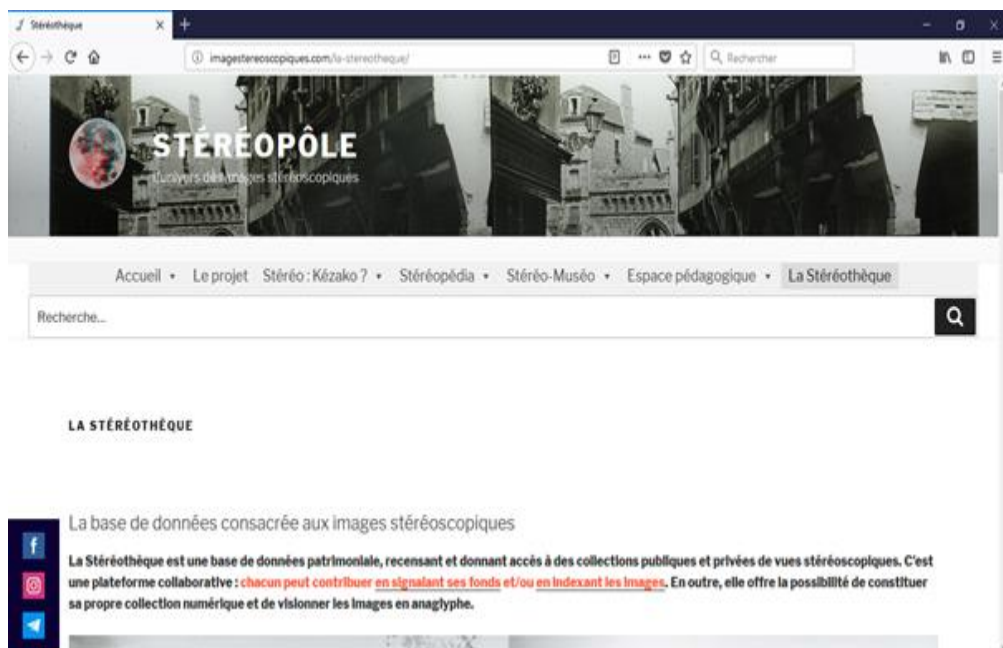 Stéréothèque
imagestereoscopiques.com/la-stereotheque/
Rechercher
STÉRÉOPÔLE
L'univers des images stéréoscopiques
Accueil Le projet Stéréo : Kézako ? Stéréopédia Stéréo-Muséo Espace pédagogique La Stéréothèque
Recherche...
LA STÉRÉOTHÈQUE
La base de données consacrée aux images stéréoscopiques
La Stéréothèque est une base de données patrimoniale, recensant et donnant accès à des collections publiques et privées de vues stéréoscopiques. C'est
une plateforme collaborative : chacun peut contribuer en signalant ses fonds et/ou en indexant les images. En outre, elle offre la possibilité de constituer
sa propre collection numérique et de visionner les images en anaglyphe.